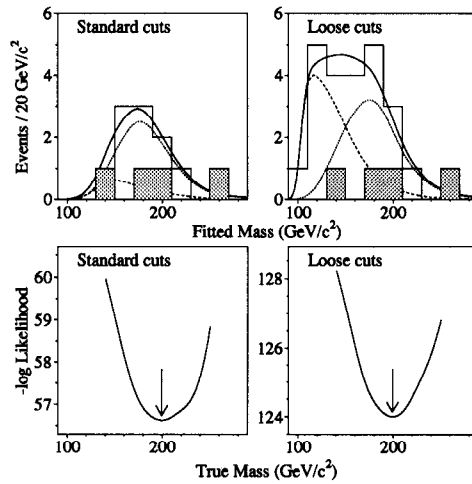 Standard cuts
Loose cuts
6
4
2
0
6
4
2
0
Events / 20 GeV/c²
100
200
100
200
Fitted Mass (GeV/c²)
Standard cuts
Loose cuts
60
59
58
57
128
126
124
-log Likelihood
100
200
100
200
True Mass (GeV/c²)